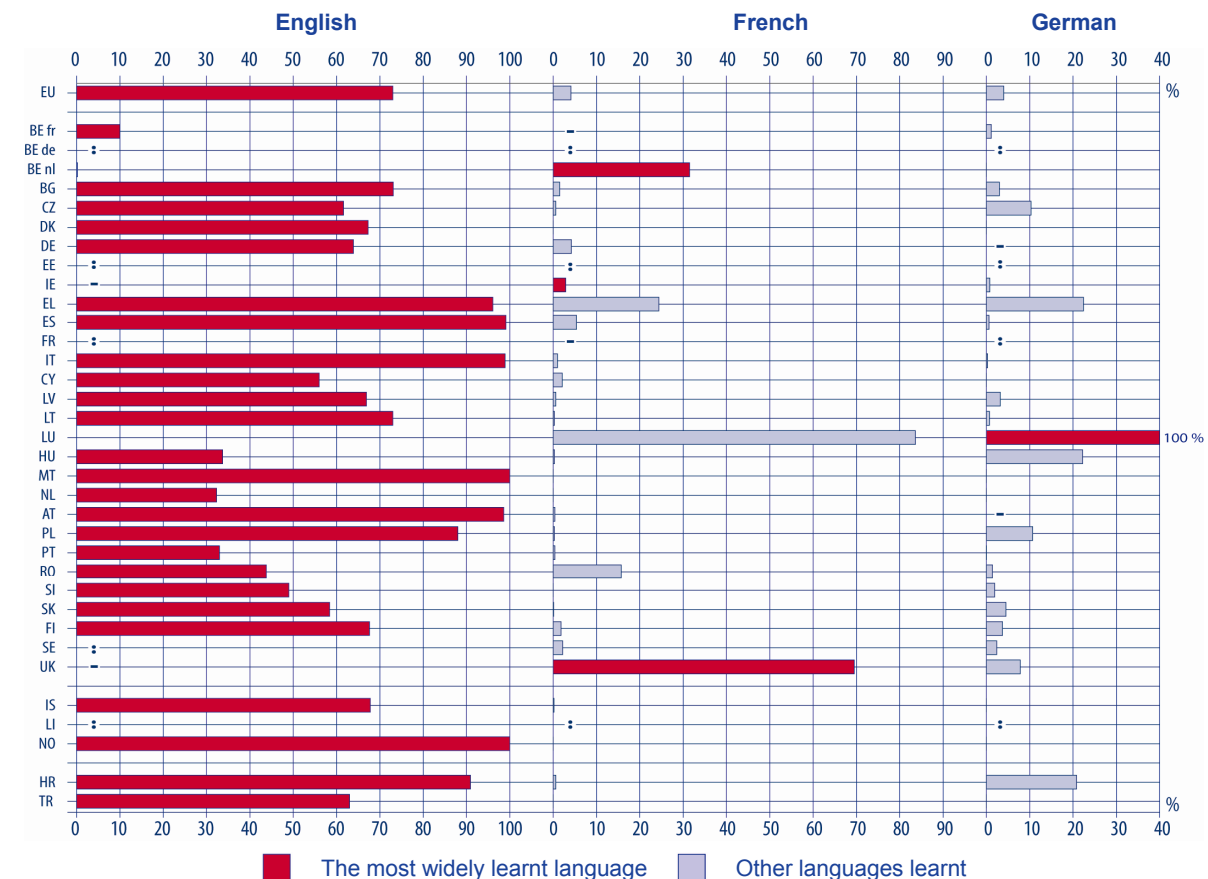 English French German
0 10 20 30 40 50 60 70 80 90 100 0 10 20 30 40 50 60 70 80 90 0 10 20 30 40
EU %
BE fr -
BE de : : :
BE nl
BG
CZ
DK
DE -
EE : : :
IE -
EL
ES
FR : - :
IT
CY
LV
LT
LU 100 %
HU
MT
NL
AT -
PL
PT
RO
SI
SK
FI
SE :
UK -
IS
LI : : :
NO
HR
TR %
0 10 20 30 40 50 60 70 80 90 100 0 10 20 30 40 50 60 70 80 90 0 10 20 30 40
The most widely learnt language Other languages learnt